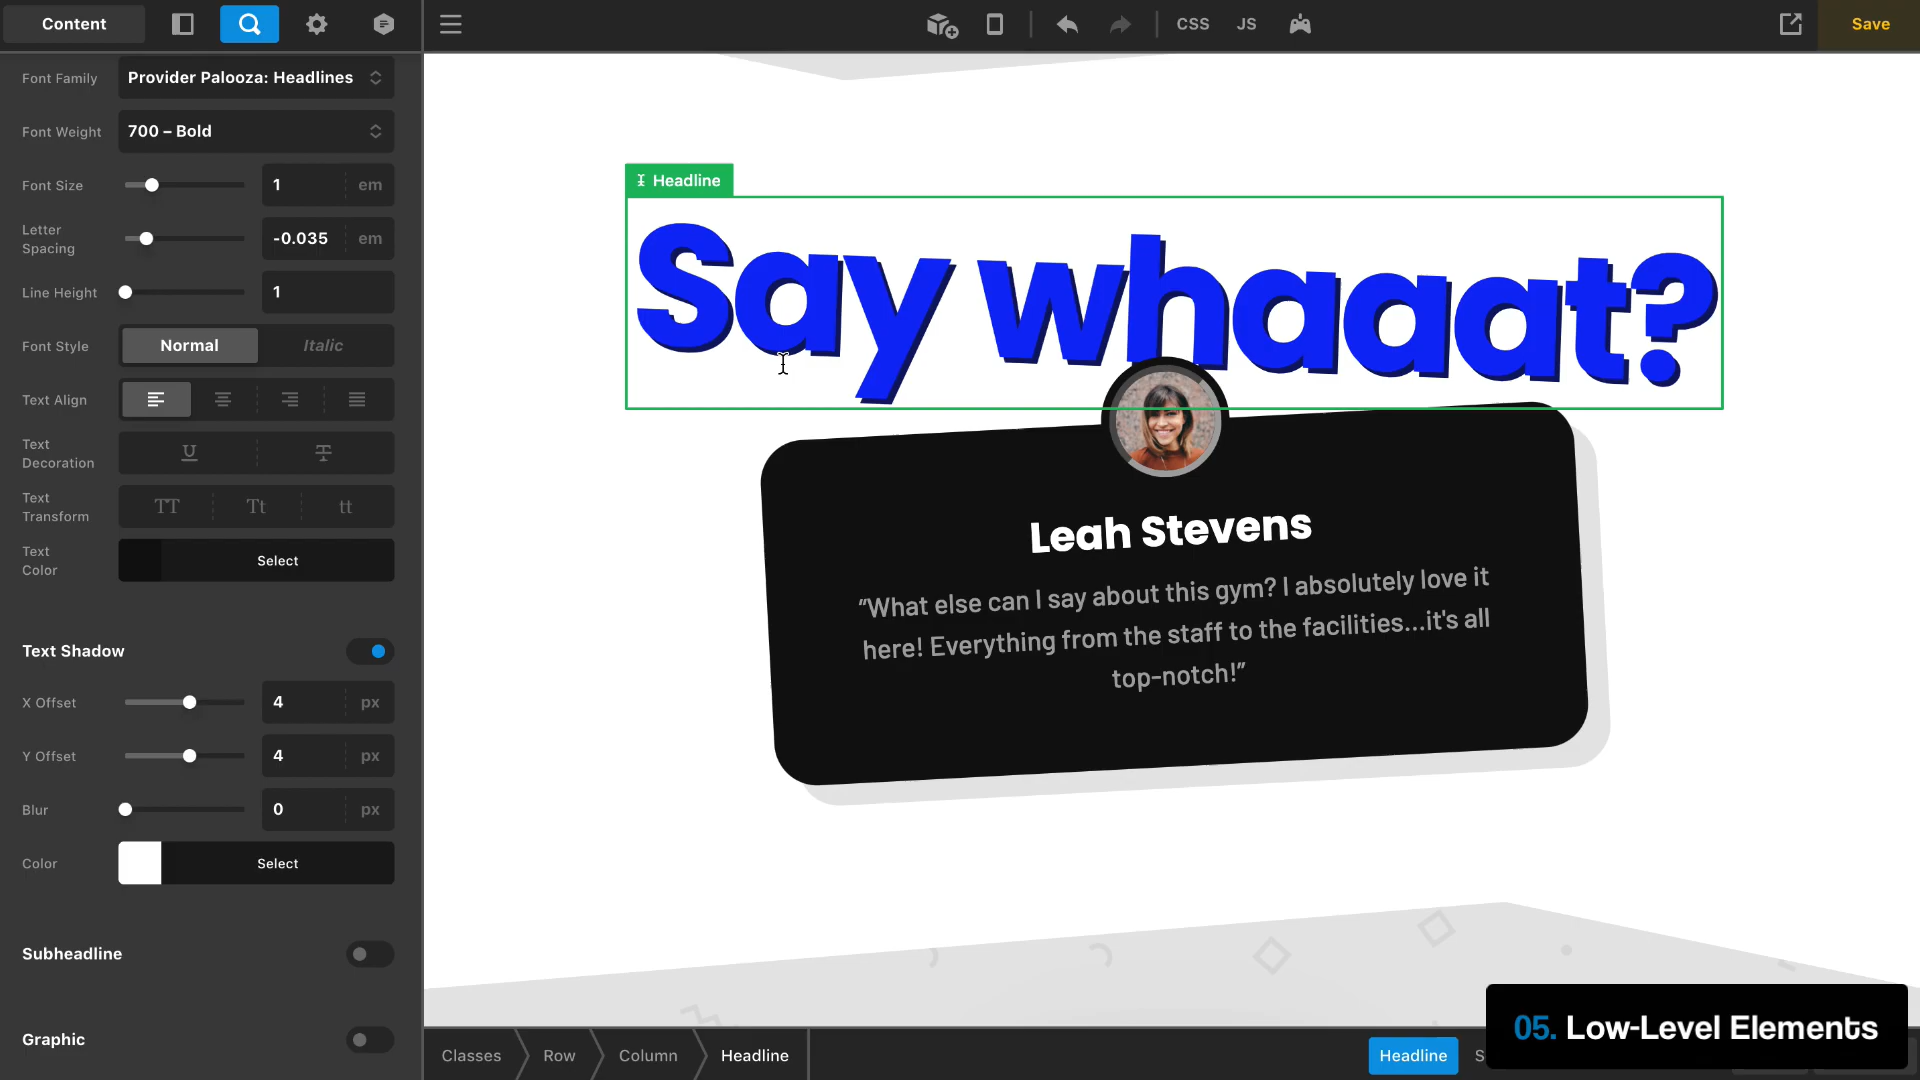 Content
CSS
JS
Save
Font Family
Provider Palooza: Headlines
Font Weight
700 – Bold
Font Size
1
em
Letter
Spacing
-0.035
em
Line Height
1
Font Style
Normal
Italic
Text Align
Text
Decoration
U
T
Text
Transform
TT
Tt
tt
Text
Color
Select
Text Shadow
X Offset
4
px
Y Offset
4
px
Blur
0
px
Color
Select
Subheadline
Graphic
Headline
Say whaaat?
Leah Stevens
“What else can I say about this gym? I absolutely love it
here! Everything from the staff to the facilities...it's all
top-notch!”
05. Low-Level Elements
Classes
Row
Column
Headline
Headline
S